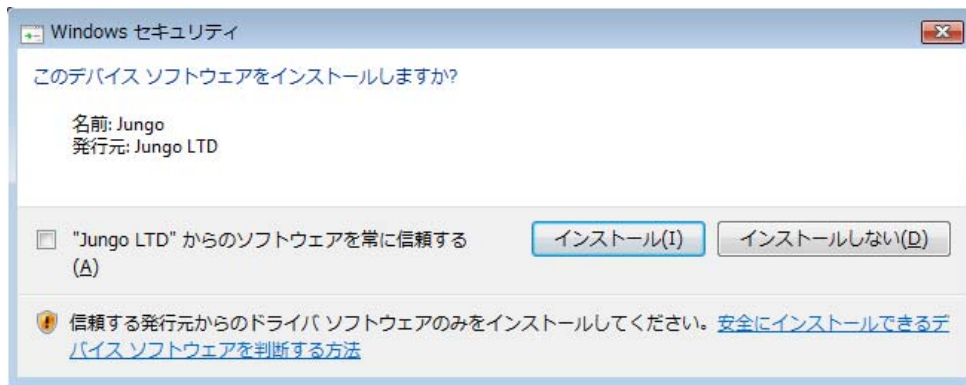 Windows セキュリティ
このデバイス ソフトウェアをインストールしますか?
名前: Jungo
発行元: Jungo LTD
"Jungo LTD" からのソフトウェアを常に信頼する
(A)
インストール(I)
インストールしない(D)
信頼する発行元からのドライバ ソフトウェアのみをインストールしてください。安全にインストールできるデ
バイス ソフトウェアを判断する方法